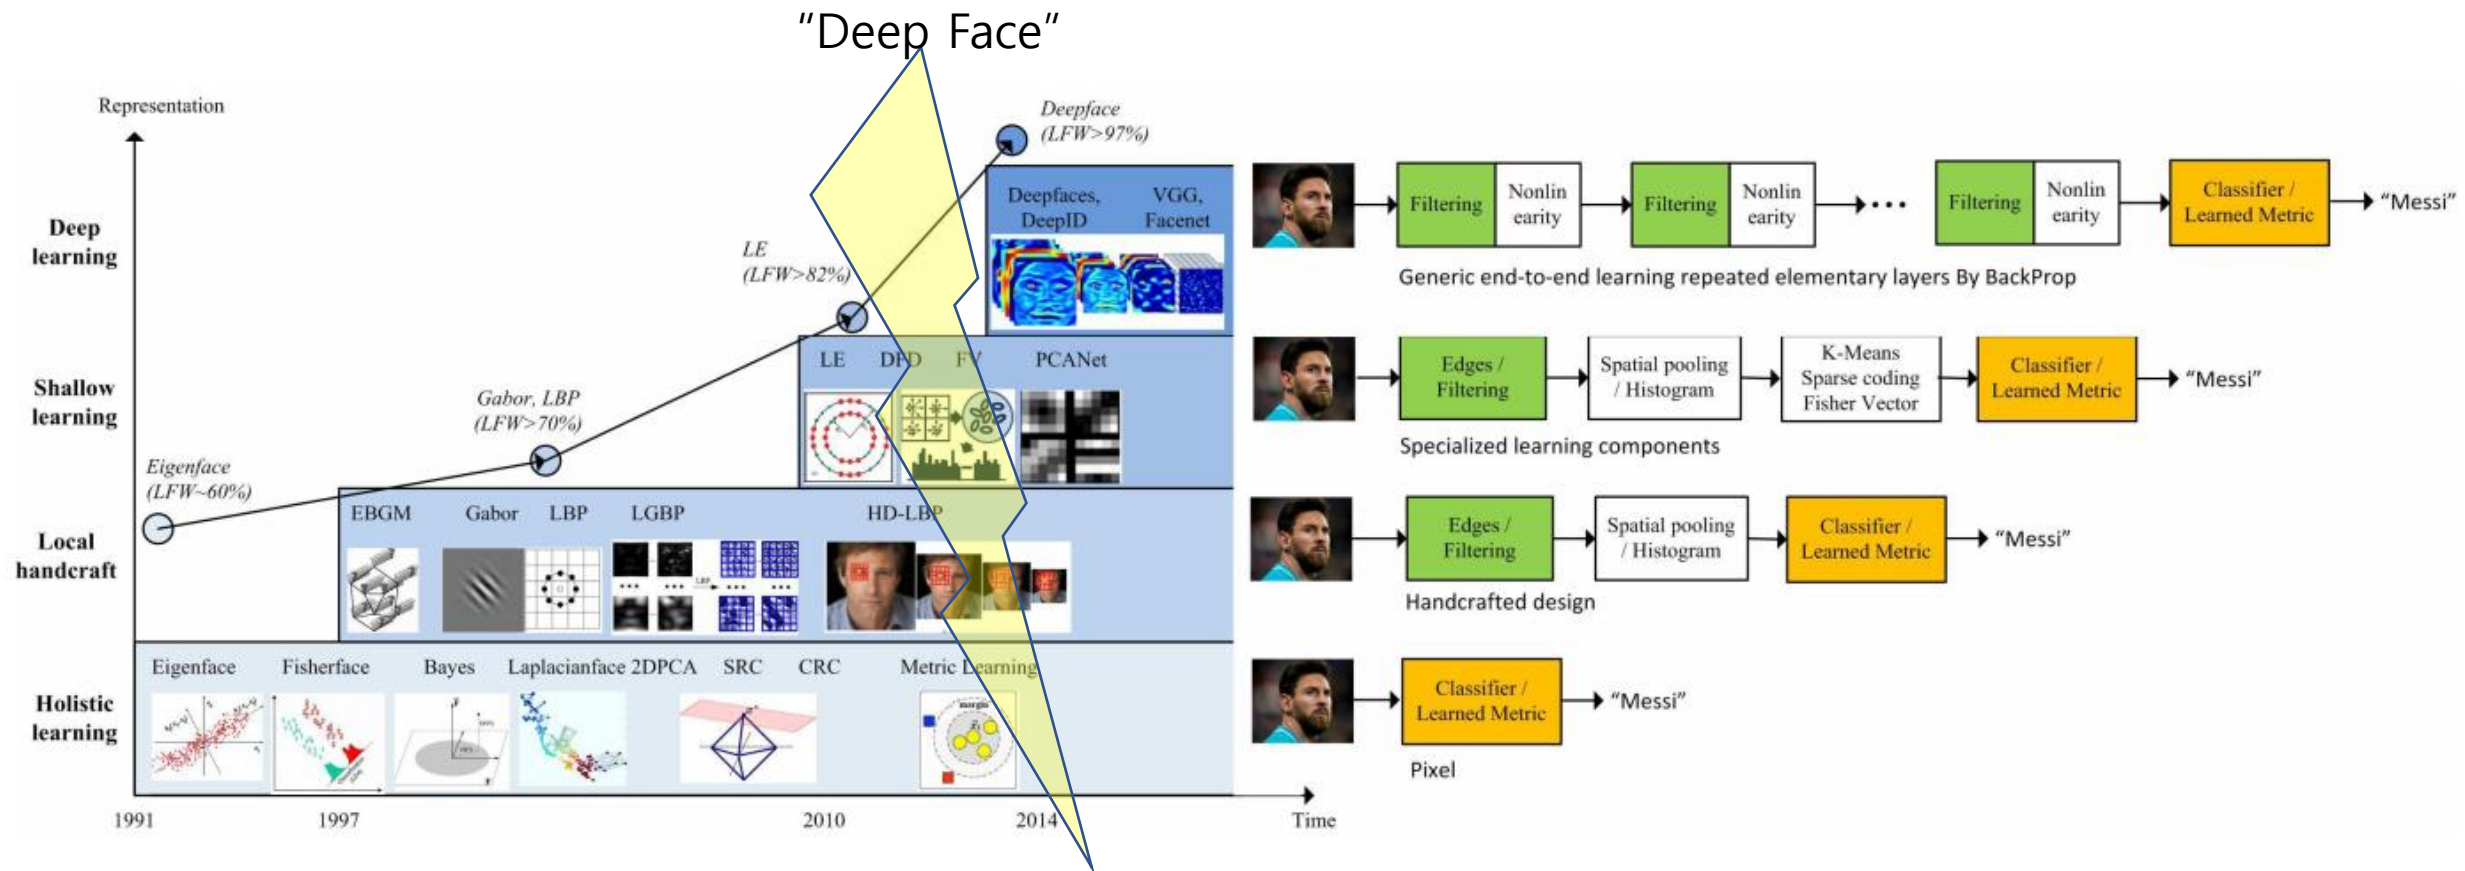 "Deep Face"
Representation
Deepface
(LFW>97%)
LE
(LFW>82%)
Gabor, LBP
(LFW>70%)
Eigenface
(LFW~60%)
Deep
learning
Deepfaces,
DeepID
VGG,
Facenet
Shallow
learning
LE DFD FV PCANet
Local
handcraft
EBGM Gabor LBP LGBP HD-LBP
LBP
Holistic
learning
Eigenface Fisherface Bayes Laplacianface 2DPCA SRC CRC Metric Learning
margin
1991 1997 2010 2014 Time
Filtering
Nonlin
earity
Filtering
Nonlin
earity
...
Filtering
Nonlin
earity
Classifier /
Learned Metric
"Messi"
Generic end-to-end learning repeated elementary layers By BackProp
Edges /
Filtering
Spatial pooling
/ Histogram
K-Means
Sparse coding
Fisher Vector
Classifier /
Learned Metric
"Messi"
Specialized learning components
Edges /
Filtering
Spatial pooling
/ Histogram
Classifier /
Learned Metric
"Messi"
Handcrafted design
Classifier /
Learned Metric
"Messi"
Pixel